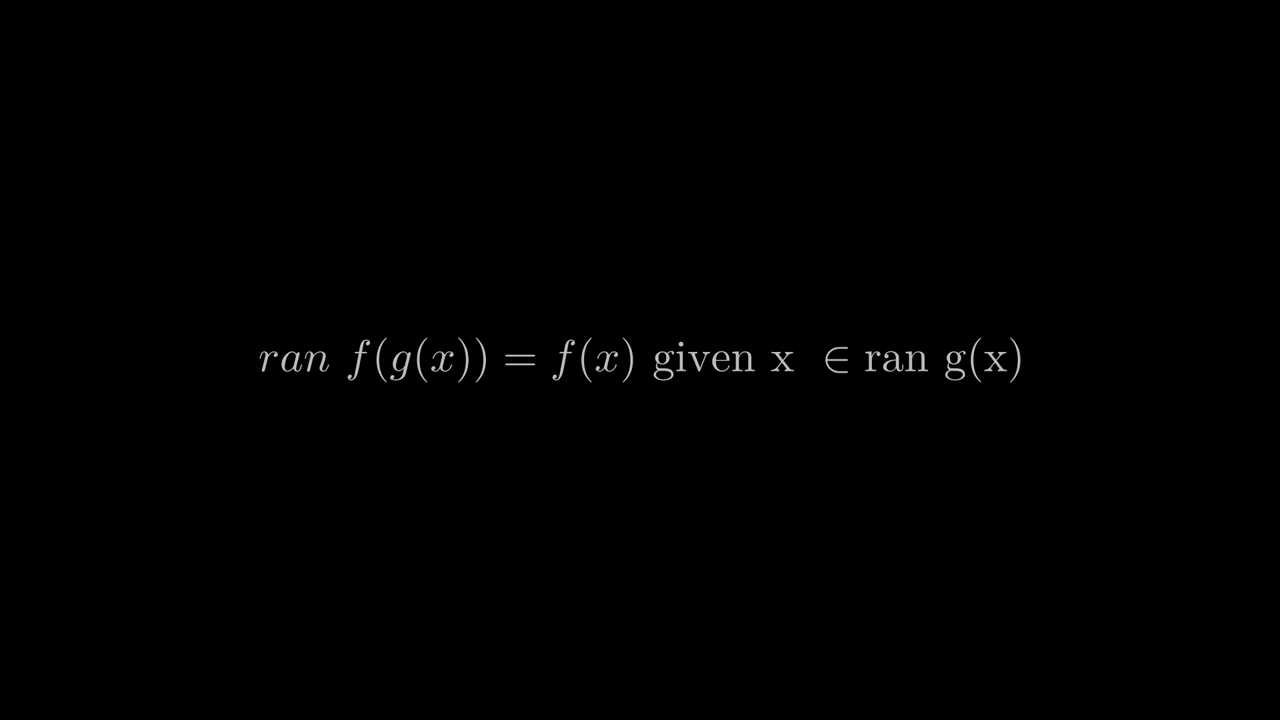 ran f(g(x)) = f(x) given x ∈ ran g(x)